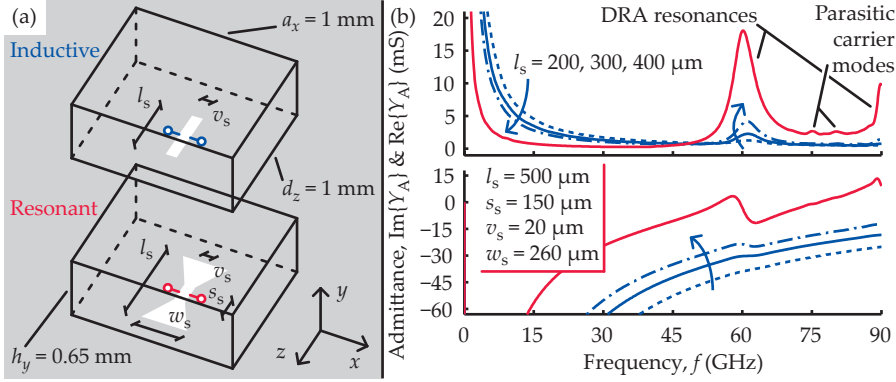 (a)
a_x = 1 mm
Inductive
l_s
v_s
d_z = 1 mm
Resonant
l_s
v_s
s_s
w_s
h_y = 0.65 mm
y
x
z
(b)
Admittance, Im{Y_A} & Re{Y_A} (mS)
20
15
10
5
0
DRA resonances
Parasitic
carrier
modes
l_s = 200, 300, 400 µm
15
0
−15
−30
−45
−60
l_s = 500 µm
s_s = 150 µm
v_s = 20 µm
w_s = 260 µm
0 15 30 45 60 75 90
Frequency, f (GHz)